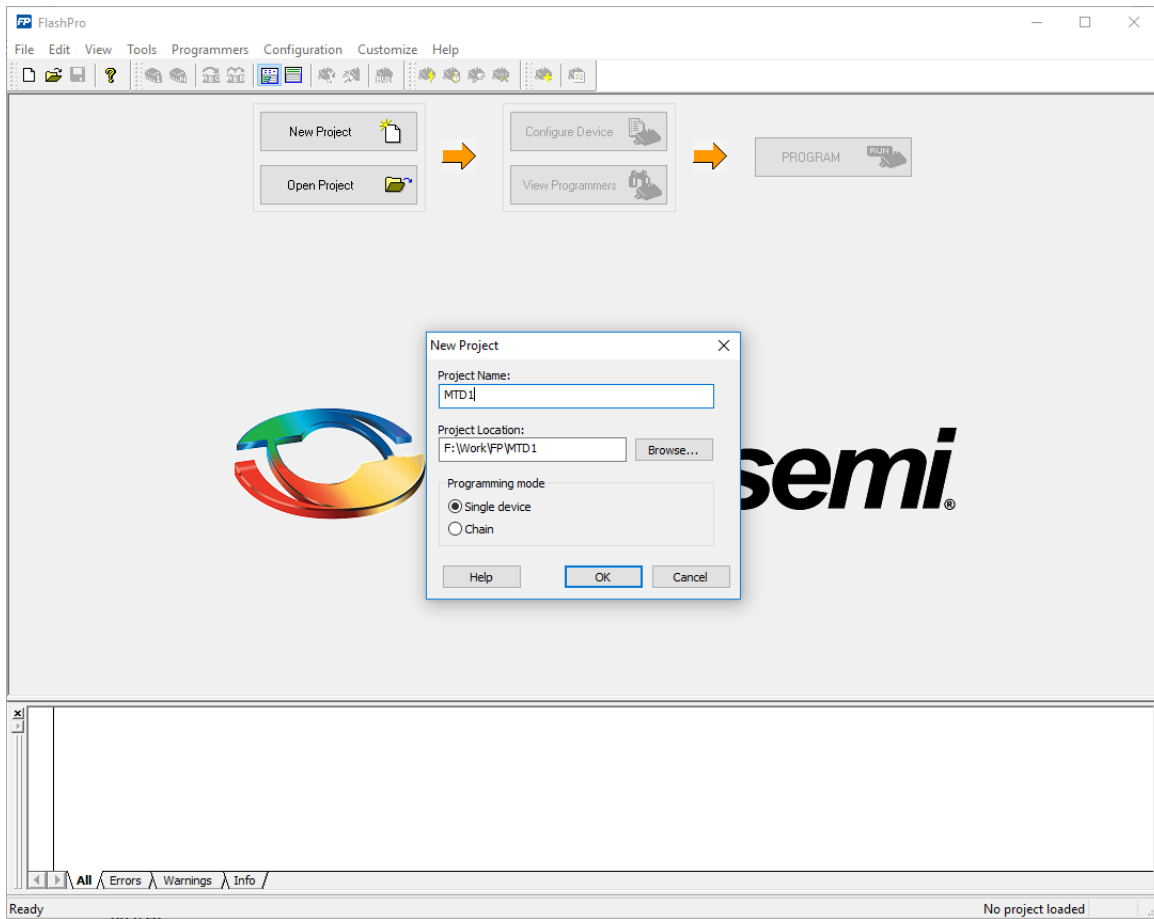 FlashPro
File Edit View Tools Programmers Configuration Customize Help
New Project
Open Project
Configure Device
View Programmers
RUN
PROGRAM
New Project
Project Name:
MTD1
Project Location:
F:\Work\FP\MTD1
Browse...
Programming mode
Single device
Chain
Help OK Cancel
semi®
All Errors Warnings Info
Ready No project loaded